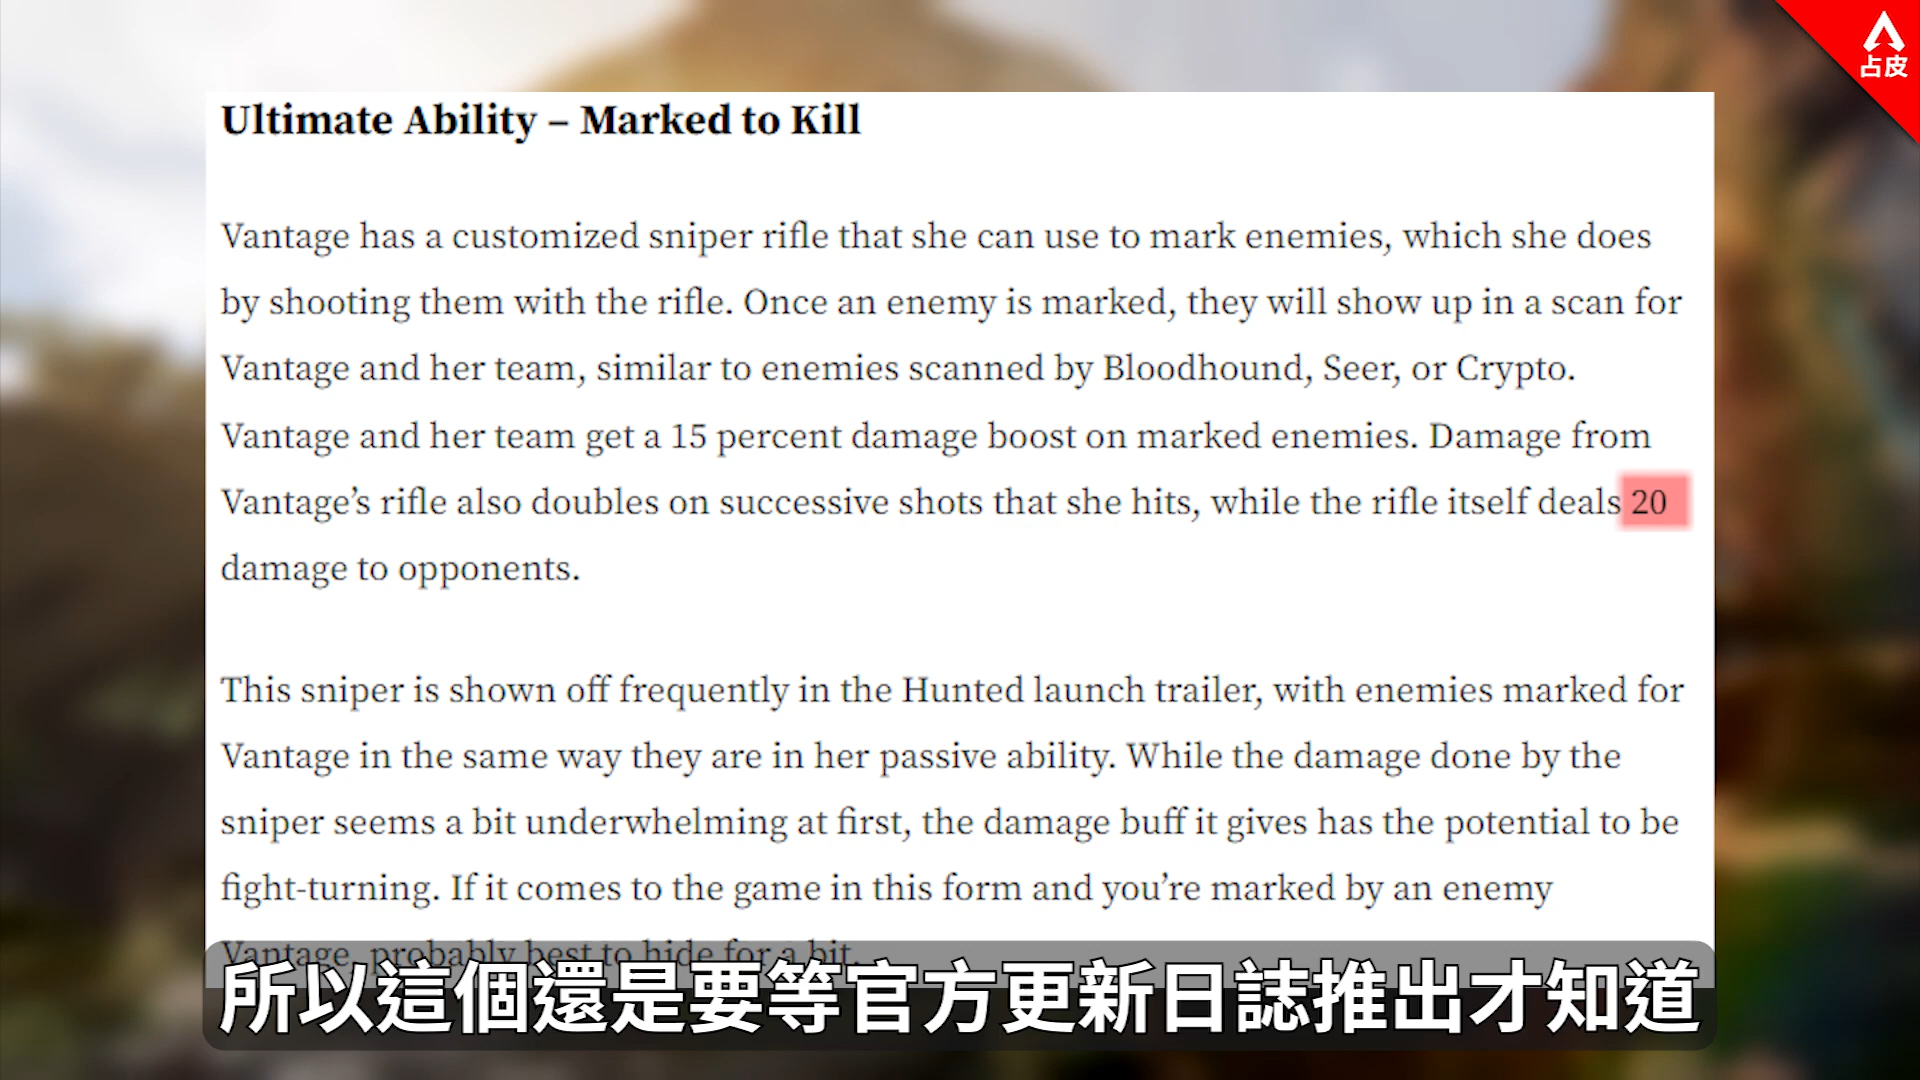 占皮
Ultimate Ability – Marked to Kill
Vantage has a customized sniper rifle that she can use to mark enemies, which she does
by shooting them with the rifle. Once an enemy is marked, they will show up in a scan for
Vantage and her team, similar to enemies scanned by Bloodhound, Seer, or Crypto.
Vantage and her team get a 15 percent damage boost on marked enemies. Damage from
Vantage’s rifle also doubles on successive shots that she hits, while the rifle itself deals 20
damage to opponents.
This sniper is shown off frequently in the Hunted launch trailer, with enemies marked for
Vantage in the same way they are in her passive ability. While the damage done by the
sniper seems a bit underwhelming at first, the damage buff it gives has the potential to be
fight-turning. If it comes to the game in this form and you’re marked by an enemy
Vantage, probably best to hide for a bit.
所以這個還是要等官方更新日誌推出才知道